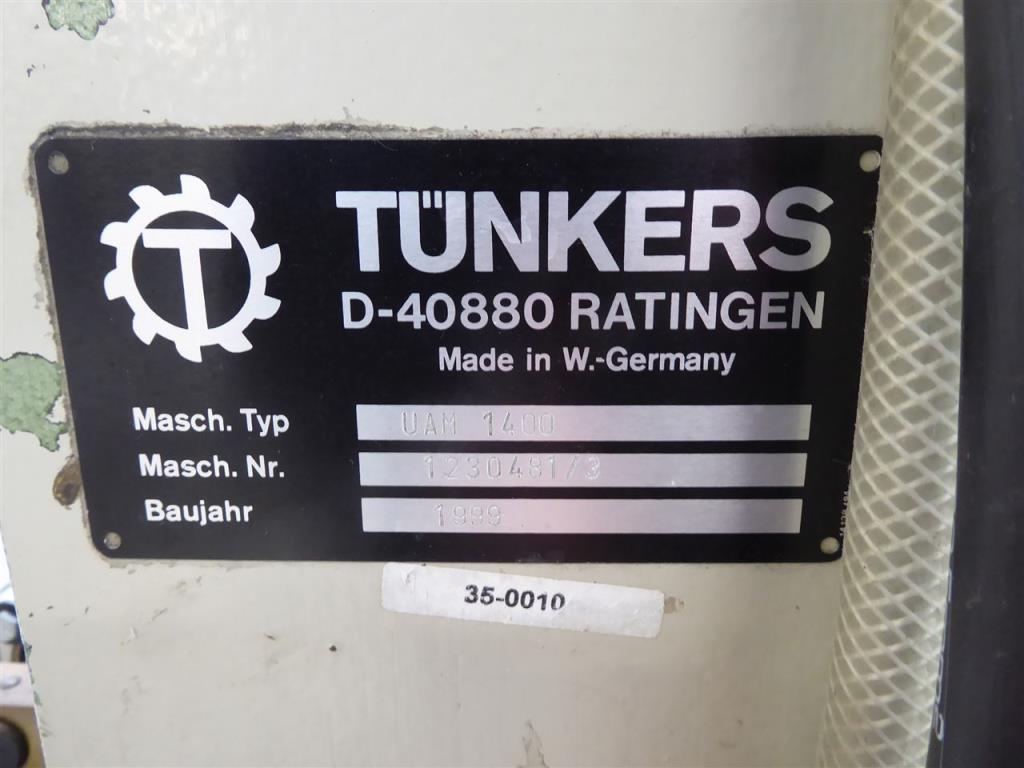 T
TÜNKERS
D-40880 RATINGEN
Made in W.-Germany
Masch. Typ UAM 1400
Masch. Nr. 1230481/3
Baujahr 1999
35-0010